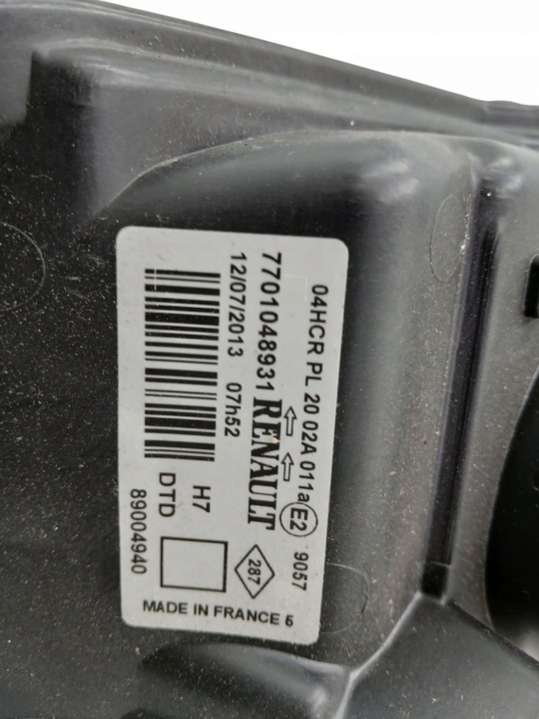 04HCR PL 20 02A 011a E2 9057
7701048931 RENAULT
12/07/2013 07h52
H7
DTD
89004940
287
MADE IN FRANCE 6